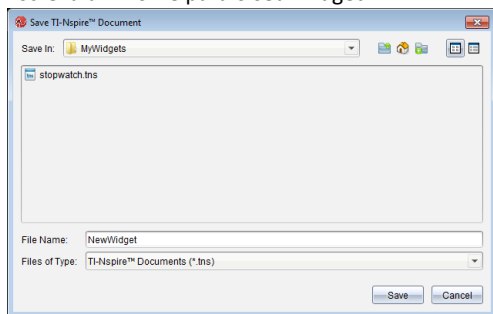 Save TI-Nspire™ Document
Save In: MyWidgets
stopwatch.tns
File Name: NewWidget
Files of Type: TI-Nspire™ Documents (*.tns)
Save Cancel